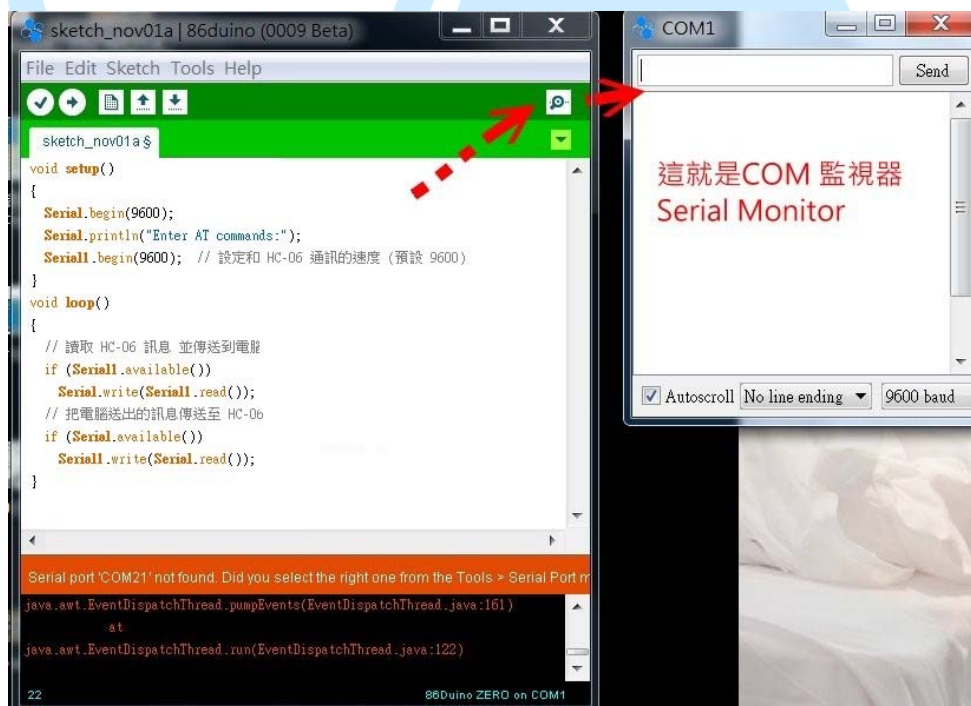 sketch_nov01a | 86duino (0009 Beta)
File Edit Sketch Tools Help
sketch_nov01a §
void setup()
{
Serial.begin(9600);
Serial.println("Enter AT commands:");
Serial1.begin(9600); // 設定和 HC-06 通訊的速度 (預設 9600)
}
void loop()
{
// 讀取 HC-06 訊息 並傳送到電腦
if (Serial1.available())
Serial.write(Serial1.read());
// 把電腦送出的訊息傳送至 HC-06
if (Serial.available())
Serial1.write(Serial.read());
}
Serial port 'COM21' not found. Did you select the right one from the Tools > Serial Port m
java.awt.EventDispatchThread.pumpEvents(EventDispatchThread.java:161)
at
java.awt.EventDispatchThread.run(EventDispatchThread.java:122)
22
86Duino ZERO on COM1
COM1
Send
這就是COM 監視器
Serial Monitor
Autoscroll
No line ending
9600 baud